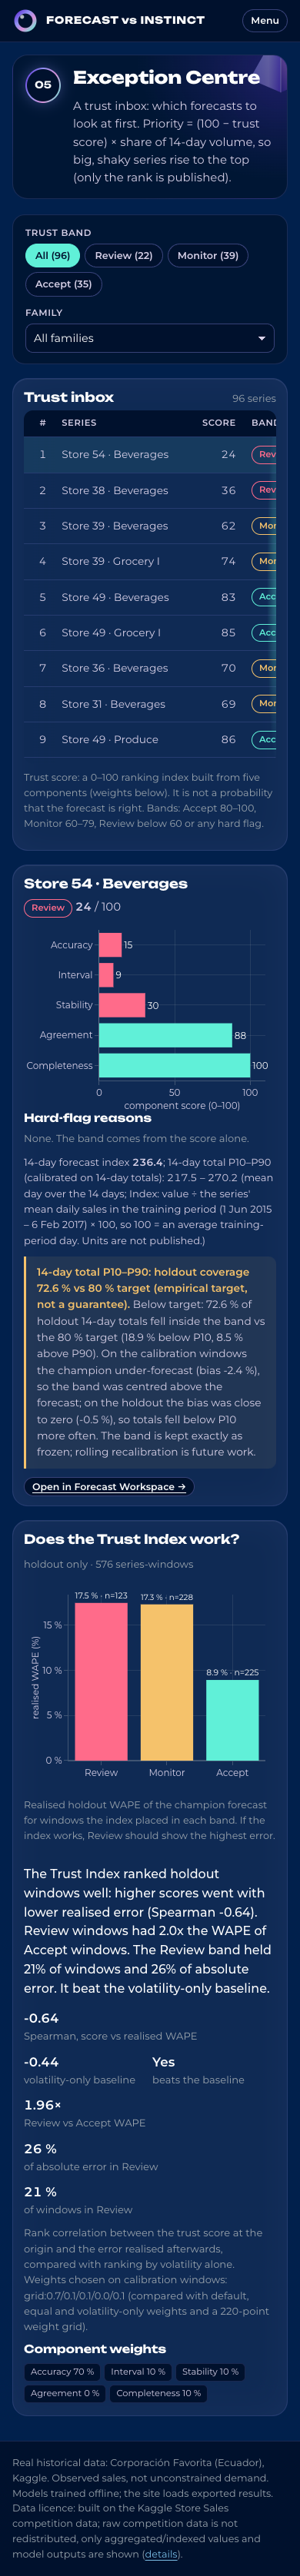 FORECAST vs INSTINCT
Menu
05
Exception Centre
A trust inbox: which forecasts to
look at first. Priority = (100 − trust
score) × share of 14-day volume, so
big, shaky series rise to the top
(only the rank is published).
TRUST BAND
All (96)
Review (22)
Monitor (39)
Accept (35)
FAMILY
All families
Trust inbox
96 series
# SERIES SCORE BAND
1 Store 54 · Beverages 24 Rev
2 Store 38 · Beverages 36 Rev
3 Store 39 · Beverages 62 Mon
4 Store 39 · Grocery I 74 Mon
5 Store 49 · Beverages 83 Acc
6 Store 49 · Grocery I 85 Acc
7 Store 36 · Beverages 70 Mon
8 Store 31 · Beverages 69 Mon
9 Store 49 · Produce 86 Acc
Trust score: a 0–100 ranking index built from five
components (weights below). It is not a probability
that the forecast is right. Bands: Accept 80–100,
Monitor 60–79, Review below 60 or any hard flag.
Store 54 · Beverages
Review 24 / 100
Accuracy 15
Interval 9
Stability 30
Agreement 88
Completeness 100
0 50 100
component score (0–100)
Hard-flag reasons
None. The band comes from the score alone.
14-day forecast index 236.4; 14-day total P10–P90
(calibrated on 14-day totals): 217.5 – 270.2 (mean
day over the 14 days; Index: value ÷ the series'
mean daily sales in the training period (1 Jun 2015
– 6 Feb 2017) × 100, so 100 = an average training-
period day. Units are not published.)
14-day total P10–P90: holdout coverage
72.6 % vs 80 % target (empirical target,
not a guarantee). Below target: 72.6 % of
holdout 14-day totals fell inside the band vs
the 80 % target (18.9 % below P10, 8.5 %
above P90). On the calibration windows
the champion under-forecast (bias -2.4 %),
so the band was centred above the
forecast; on the holdout the bias was close
to zero (-0.5 %), so totals fell below P10
more often. The band is kept exactly as
frozen; rolling recalibration is future work.
Open in Forecast Workspace →
Does the Trust Index work?
holdout only · 576 series-windows
17.5 % · n=123
17.3 % · n=228
8.9 % · n=225
15 %
10 %
5 %
0 %
realised WAPE (%)
Review Monitor Accept
Realised holdout WAPE of the champion forecast
for windows the index placed in each band. If the
index works, Review should show the highest error.
The Trust Index ranked holdout
windows well: higher scores went with
lower realised error (Spearman -0.64).
Review windows had 2.0x the WAPE of
Accept windows. The Review band held
21% of windows and 26% of absolute
error. It beat the volatility-only baseline.
-0.64
Spearman, score vs realised WAPE
-0.44
volatility-only baseline
Yes
beats the baseline
1.96×
Review vs Accept WAPE
26 %
of absolute error in Review
21 %
of windows in Review
Rank correlation between the trust score at the
origin and the error realised afterwards,
compared with ranking by volatility alone.
Weights chosen on calibration windows:
grid:0.7/0.1/0.1/0.0/0.1 (compared with default,
equal and volatility-only weights and a 220-point
weight grid).
Component weights
Accuracy 70 %
Interval 10 %
Stability 10 %
Agreement 0 %
Completeness 10 %
Real historical data: Corporación Favorita (Ecuador),
Kaggle. Observed sales, not unconstrained demand.
Models trained offline; the site loads exported results.
Data licence: built on the Kaggle Store Sales
competition data; raw competition data is not
redistributed, only aggregated/indexed values and
model outputs are shown (details).